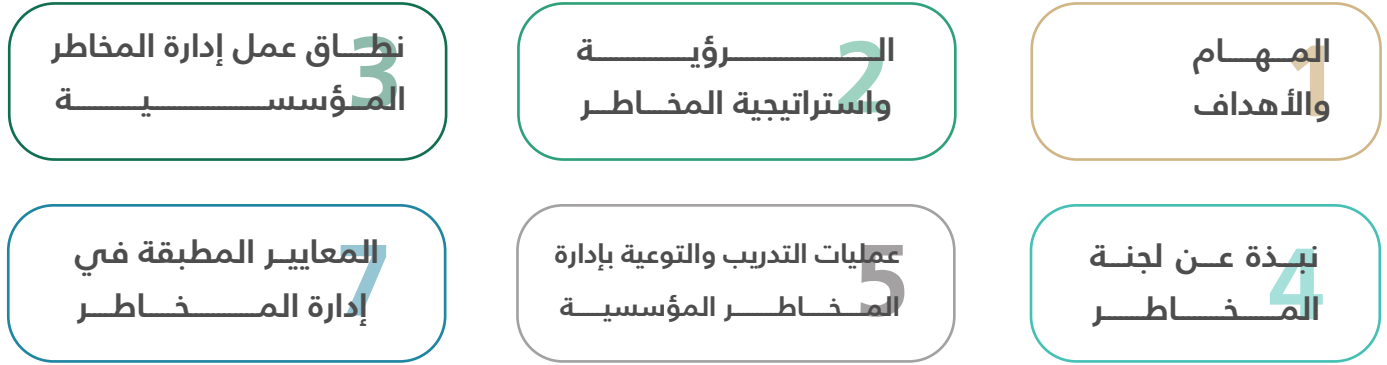 1
المهام
والأهداف
2
الرؤية
واستراتيجية المخاطر
3
نطاق عمل إدارة المخاطر
المؤسسية
4
نبذة عن لجنة
المخاطر
5
عمليات التدريب والتوعية بإدارة
المخاطر المؤسسية
7
المعايير المطبقة في
إدارة المخاطر